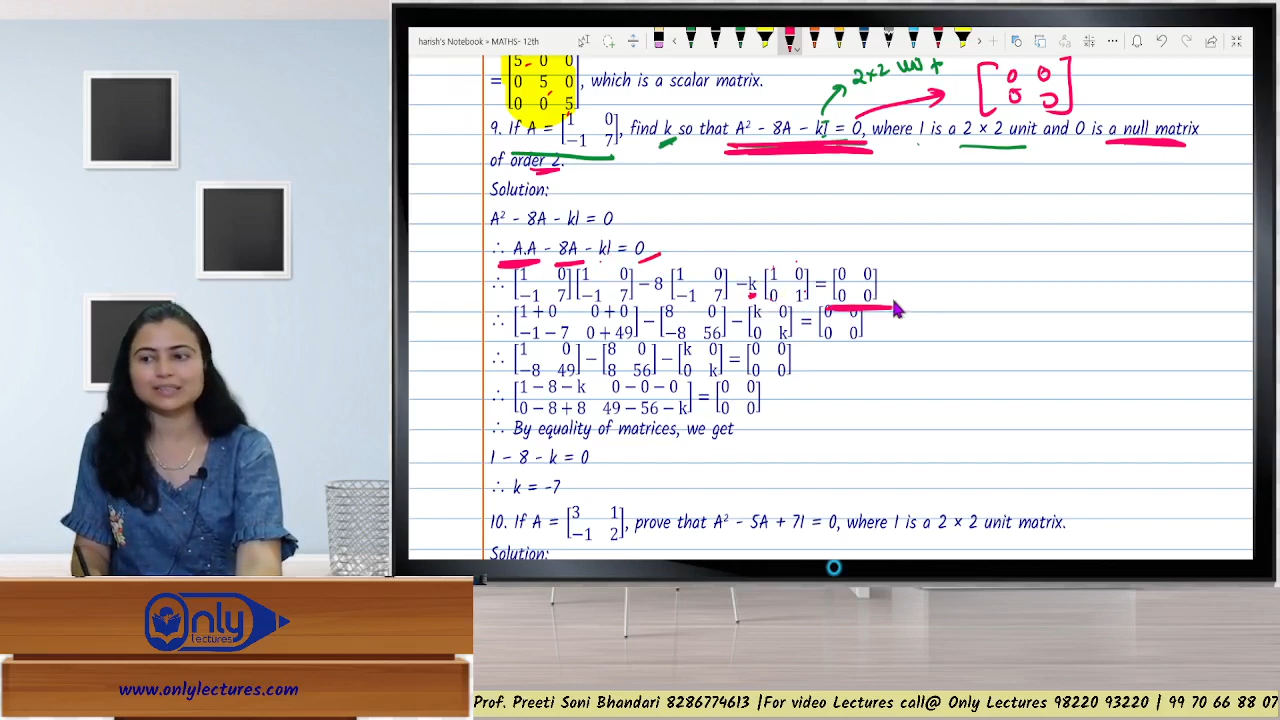 harish's Notebook » MATHS- 12th
= [5 0 0
0 5 0
0 0 5], which is a scalar matrix.
2×2
[0 0
0 0]
9. If A = [1 0
−1 7], find k so that A² - 8A - kI = 0, where I is a 2 × 2 unit and 0 is a null matrix
of order 2.
Solution:
A² - 8A - kI = 0
∴ A.A - 8A - kI = 0
∴ [1 0
−1 7] [1 0
−1 7] − 8 [1 0
−1 7] − k [1 0
0 1] = [0 0
0 0]
∴ [1 + 0 0 + 0
−1 − 7 0 + 49] − [8 0
−8 56] − [k 0
0 k] = [0 0
0 0]
∴ [1 0
−8 49] − [8 0
8 56] − [k 0
0 k] = [0 0
0 0]
∴ [1 − 8 − k 0 − 0 − 0
0 − 8 + 8 49 − 56 − k] = [0 0
0 0]
∴ By equality of matrices, we get
1 - 8 - k = 0
∴ k = -7
10. If A = [3 1
−1 2], prove that A² - 5A + 7I = 0, where I is a 2 × 2 unit matrix.
Solution:
Only
lectures
www.onlylectures.com
Prof. Preeti Soni Bhandari 8286774613 |For video Lectures call@ Only Lectures 98220 93220 | 99 70 66 88 07